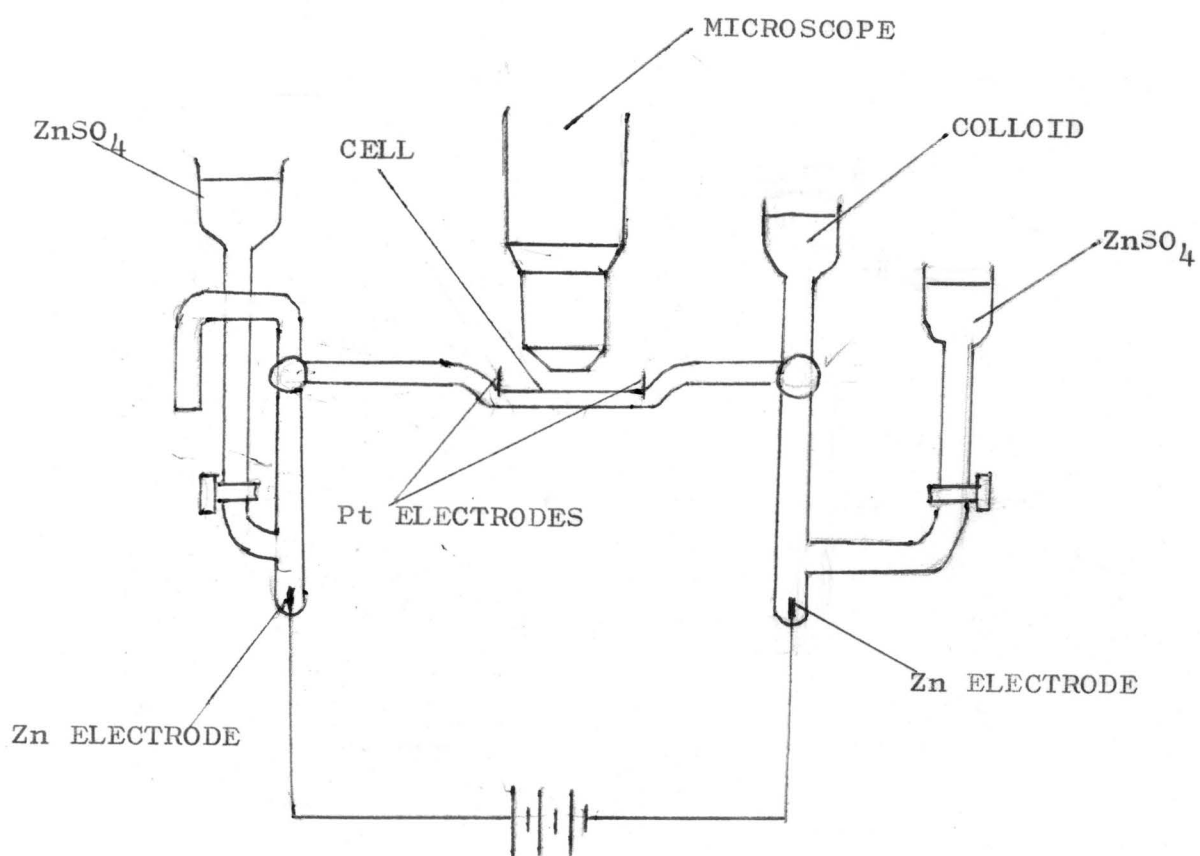 MICROSCOPE
ZnSO4
CELL
COLLOID
ZnSO4
Pt ELECTRODES
Zn ELECTRODE
Zn ELECTRODE